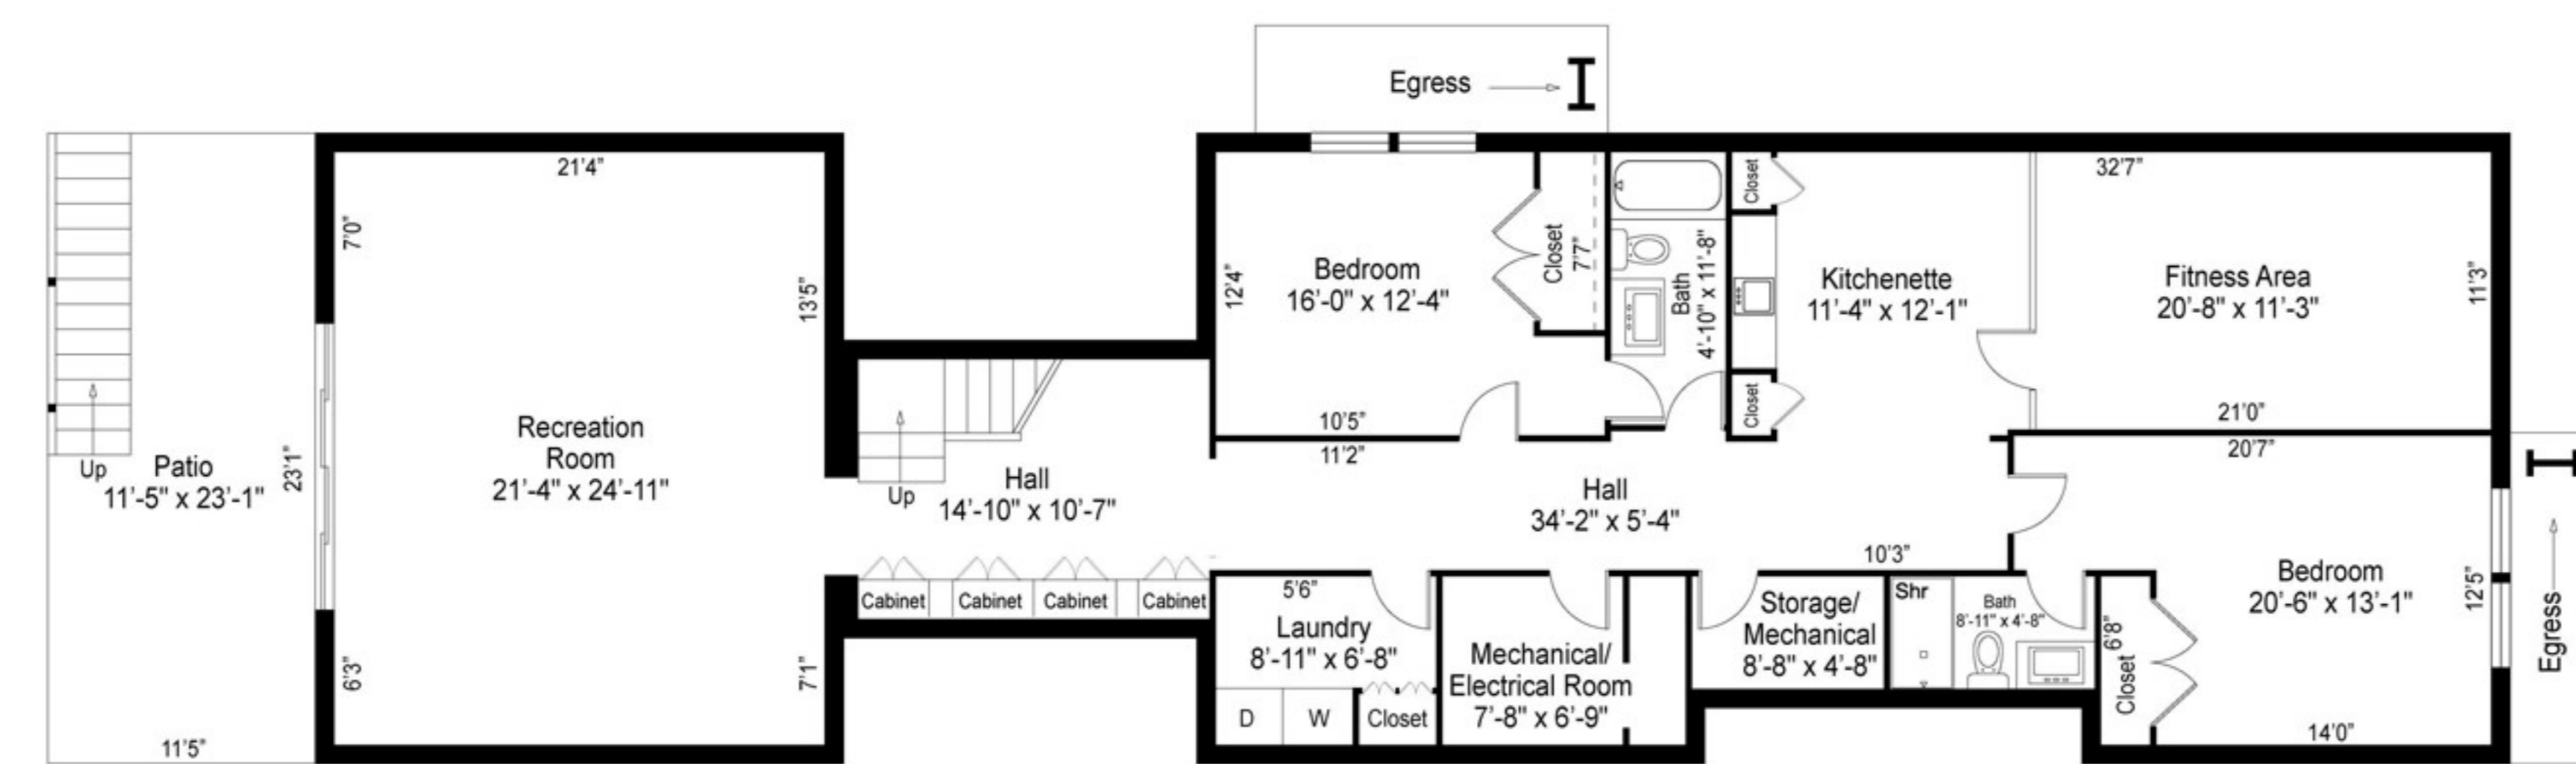 Egress
21'4"
7'0"
13'5"
Recreation
Room
21'-4" x 24'-11"
6'3"
7'1"
Up
Patio
11'-5" x 23'-1"
23'1"
11'5"
Up
Hall
14'-10" x 10'-7"
Cabinet
Cabinet
Cabinet
Cabinet
12'4"
Bedroom
16'-0" x 12'-4"
Closet
7'7"
10'5"
11'2"
Bath
4'-10" x 11'-8"
Closet
Kitchenette
11'-4" x 12'-1"
Closet
32'7"
Fitness Area
20'-8" x 11'-3"
11'3"
21'0"
20'7"
Hall
34'-2" x 5'-4"
10'3"
5'6"
Laundry
8'-11" x 6'-8"
D
W
Closet
Mechanical/
Electrical Room
7'-8" x 6'-9"
Storage/
Mechanical
8'-8" x 4'-8"
Shr
Bath
8'-11" x 4'-8"
6'8"
Closet
Bedroom
20'-6" x 13'-1"
12'5"
14'0"
Egress